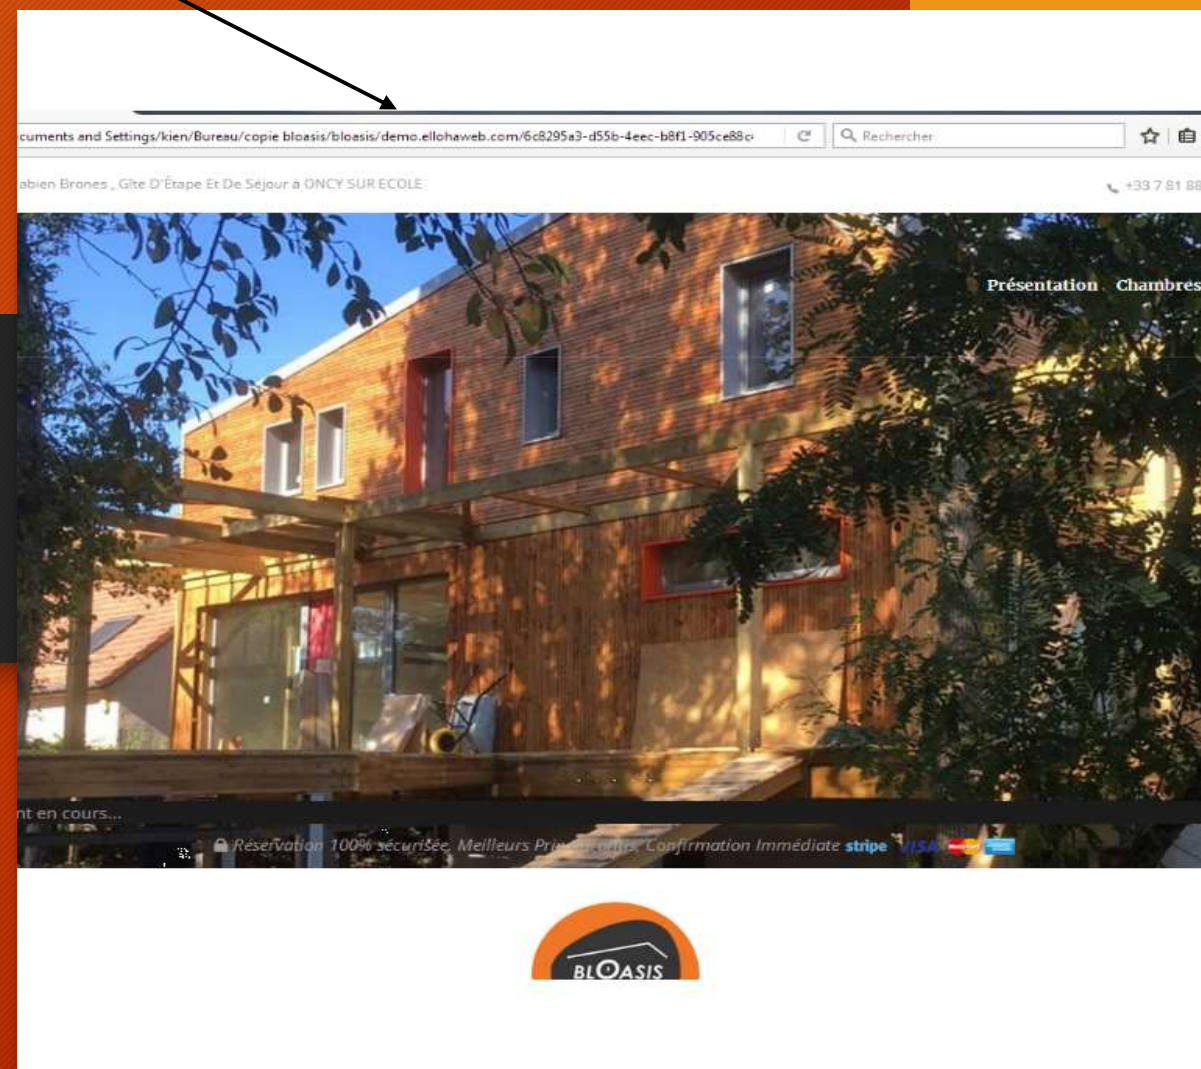 cuments and Settings/kien/Bureau/copie bloasis/bloasis/demo.ellohaweb.com/6c8295a3-d55b-4eec-b8f1-905ce88c
Rechercher
abien Brones , Gîte D'Étape Et De Séjour à ONCY SUR ECOLE
+33 7 81 88
Présentation Chambres
nt en cours...
Réservation 100% sécurisée, Meilleurs Prix Confirmation Immédiate stripe VISA
BLOASIS